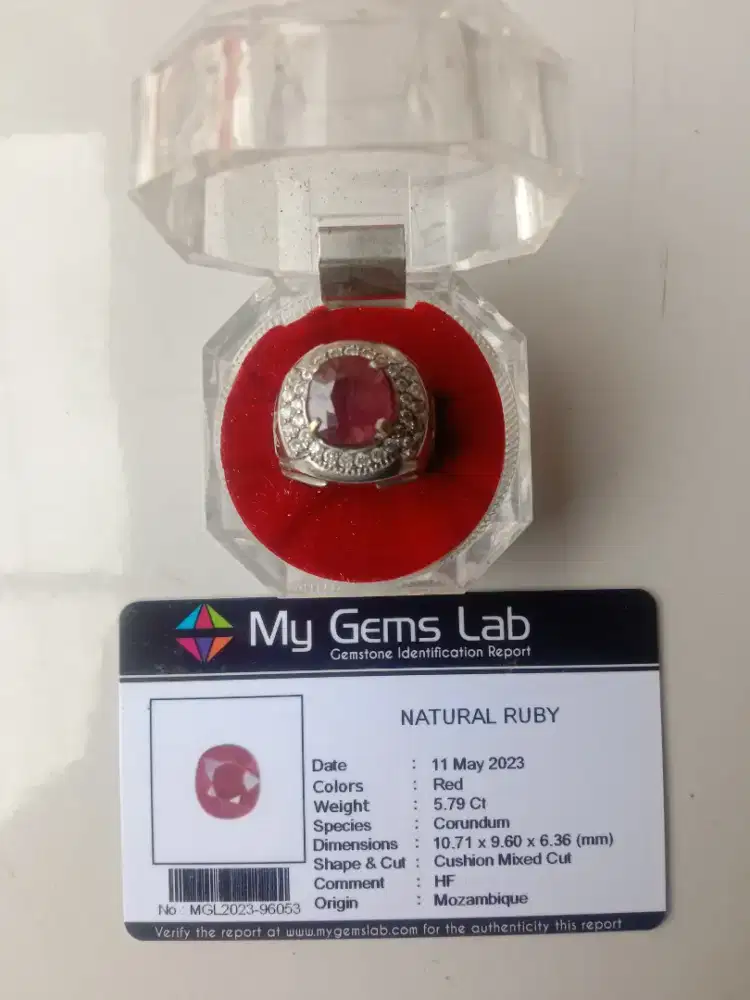 My Gems Lab
Gemstone Identification Report
NATURAL RUBY
Date : 11 May 2023
Colors : Red
Weight : 5.79 Ct
Species : Corundum
Dimensions : 10.71 x 9.60 x 6.36 (mm)
Shape & Cut : Cushion Mixed Cut
Comment : HF
Origin : Mozambique
No : MGL2023-96053
Verify the report at www.mygemslab.com for the authenticity this report